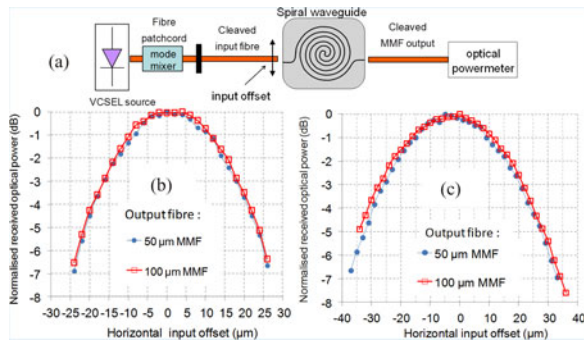 Fibre
patchcord
Cleaved
input fibre
Spiral waveguide
Cleaved
MMF output
(a)
mode
mixer
optical
powermeter
VCSEL source
input offset
Normalised received optical power (dB)
0
-1
-2
-3
-4
-5
-6
-7
-8
(b)
Output fibre :
50 μm MMF
100 μm MMF
-30 -25 -20 -15 -10 -5 0 5 10 15 20 25 30
Horizontal input offset (μm)
Normalised received optical power (dB)
0
-1
-2
-3
-4
-5
-6
-7
-8
(c)
Output fibre :
50 μm MMF
100 μm MMF
-40 -30 -20 -10 0 10 20 30 40
Horizontal input offset (μm)